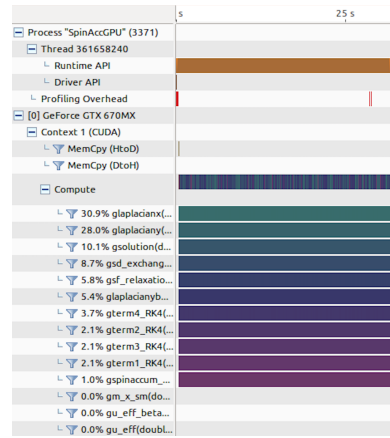 s
25 s
Process "SpinAccGPU" (3371)
Thread 361658240
Runtime API
Driver API
Profiling Overhead
[0] GeForce GTX 670MX
Context 1 (CUDA)
MemCpy (HtoD)
MemCpy (DtoH)
Compute
30.9% glaplacianx(...
28.0% glaplaciany(...
10.1% gsolution(d...
8.7% gsd_exchang...
5.8% gsf_relaxatio...
5.4% glaplacianyb...
3.7% gterm4_RK4(...
2.1% gterm2_RK4(...
2.1% gterm3_RK4(...
2.1% gterm1_RK4(...
1.0% gspinaccum_...
0.0% gm_x_sm(do...
0.0% gu_eff_beta...
0.0% gu_eff(doubl...